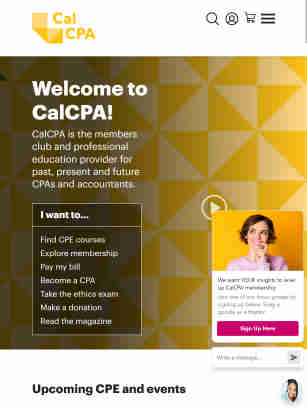 Cal
CPA
Welcome to
CalCPA!
CalCPA is the members
club and professional
education provider for
past, present and future
CPAs and accountants.
I want to...
Find CPE courses
Explore membership
Pay my bill
Become a CPA
Take the ethics exam
Make a donation
Read the magazine
We want YOUR insights to level
up CalCPA membership
Sign Up Here
Write a message...
Upcoming CPE and events